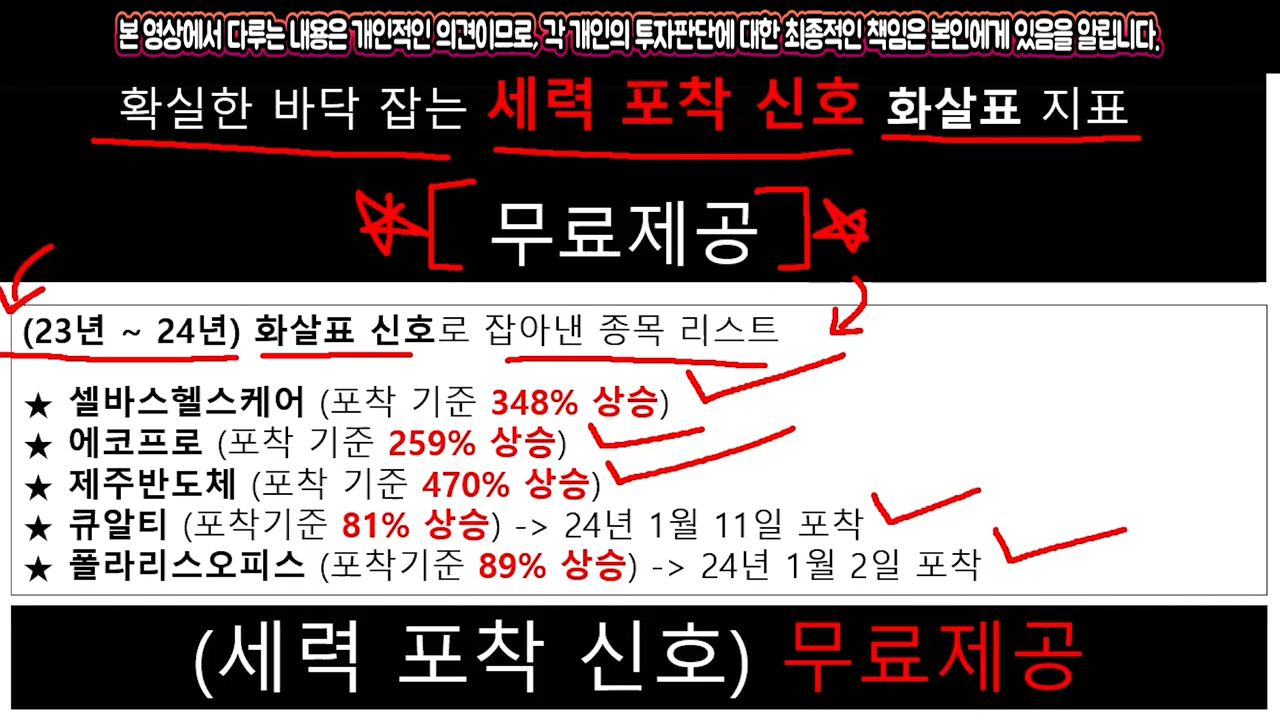 본 영상에서 다루는 내용은 개인적인 의견이므로, 각 개인의 투자판단에 대한 최종적인 책임은 본인에게 있음을 알립니다.
확실한 바닥 잡는 세력 포착 신호 화살표 지표
[무료제공]
(23년 ~ 24년) 화살표 신호로 잡아낸 종목 리스트
★ 셀바스헬스케어 (포착 기준 348% 상승)
★ 에코프로 (포착 기준 259% 상승)
★ 제주반도체 (포착 기준 470% 상승)
★ 큐알티 (포착기준 81% 상승) -> 24년 1월 11일 포착
★ 폴라리스오피스 (포착기준 89% 상승) -> 24년 1월 2일 포착
(세력 포착 신호) 무료제공